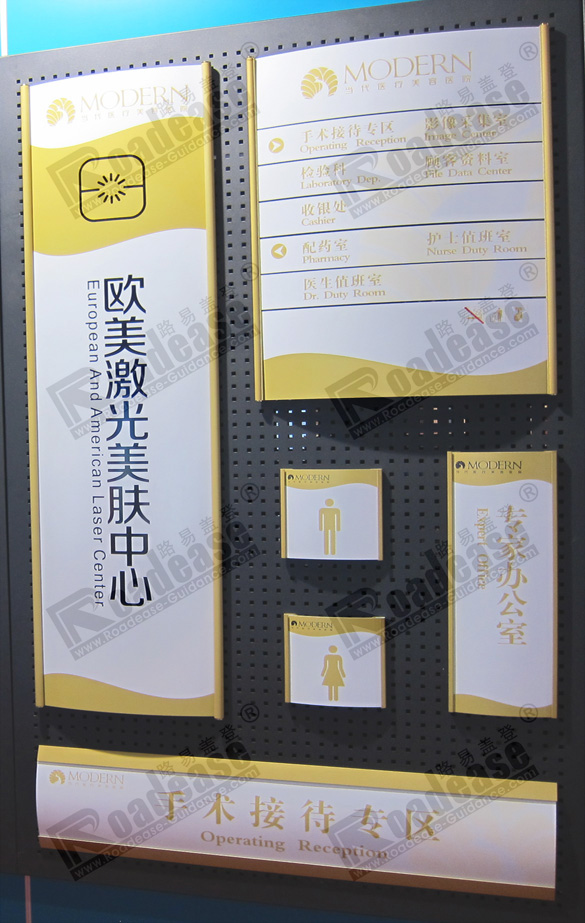 MODERN
当代医疗美容医院
欧美激光美肤中心
European And American Laser Center
MODERN
当代医疗美容医院
手术接待专区 影像采集室
Operating Reception Image Center
检验科 顾客资料室
Laboratory Dep. File Data Center
收银处
Cashier
配药室 护士值班室
Pharmacy Nurse Duty Room
医生值班室
Dr. Duty Room
MODERN
MODERN
专家办公室
Expert Office
MODERN
MODERN
手术接待专区
Operating Reception
路易盖登®
Roadease
www.Roadease-Guidance.com